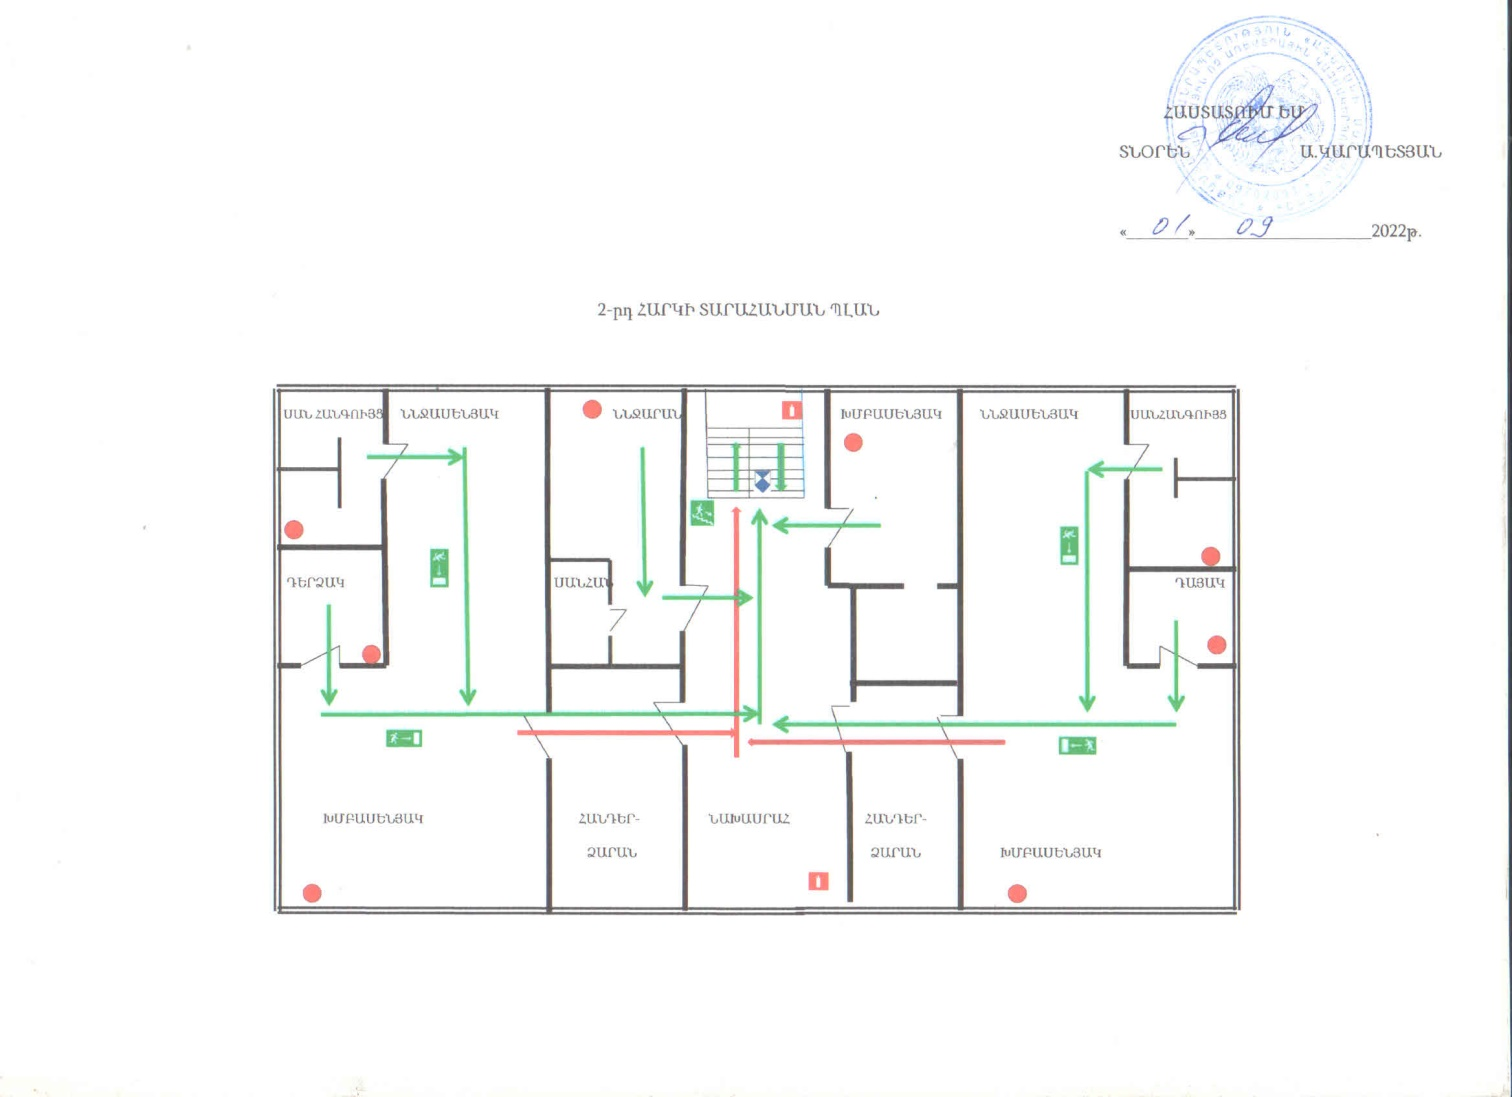 ՀԱՍՏԱՏՈՒՄ ԵՄ
ՏՆՕՐԵՆ Ա.ԿԱՐԱՊԵՏՅԱՆ
«01» 09 2022թ.
2-րդ ՀԱՐԿԻ ՏԱՐԱՀԱՆՄԱՆ ՊԼԱՆ
ՍԱՆ ՀԱՆԳՈՒՅՑ ՆՆՋԱՍԵՆՅԱԿ ՆՆՋԱՐԱՆ ԽՄԲԱՍԵՆՅԱԿ ՆՆՋԱՍԵՆՅԱԿ ՍԱՆՀԱՆԳՈՒՅՑ
ԴԵՐՁԱԿ ՍԱՆՀԱՆ ԴԱՅԱԿ
ԽՄԲԱՍԵՆՅԱԿ ՀԱՆԴԵՐ- ՆԱԽԱՍՐԱՀ ՀԱՆԴԵՐ-
ՁԱՐԱՆ ՁԱՐԱՆ ԽՄԲԱՍԵՆՅԱԿ